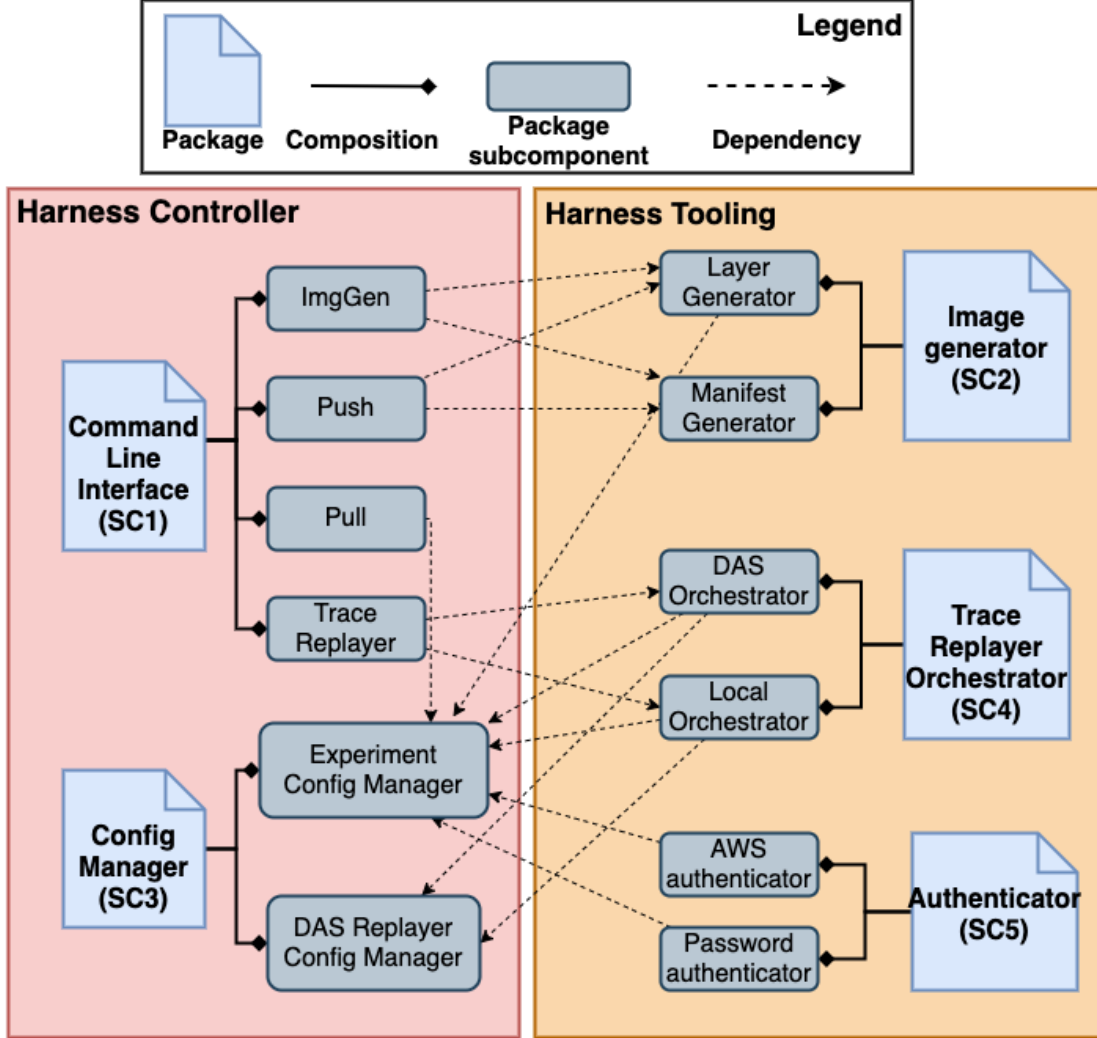 Legend
Package
Composition
Package
subcomponent
Dependency
Harness Controller
ImgGen
Push
Command
Line
Interface
(SC1)
Pull
Trace
Replayer
Experiment
Config Manager
Config
Manager
(SC3)
DAS Replayer
Config Manager
Harness Tooling
Layer
Generator
Image
generator
(SC2)
Manifest
Generator
DAS
Orchestrator
Trace
Replayer
Orchestrator
(SC4)
Local
Orchestrator
AWS
authenticator
Authenticator
(SC5)
Password
authenticator